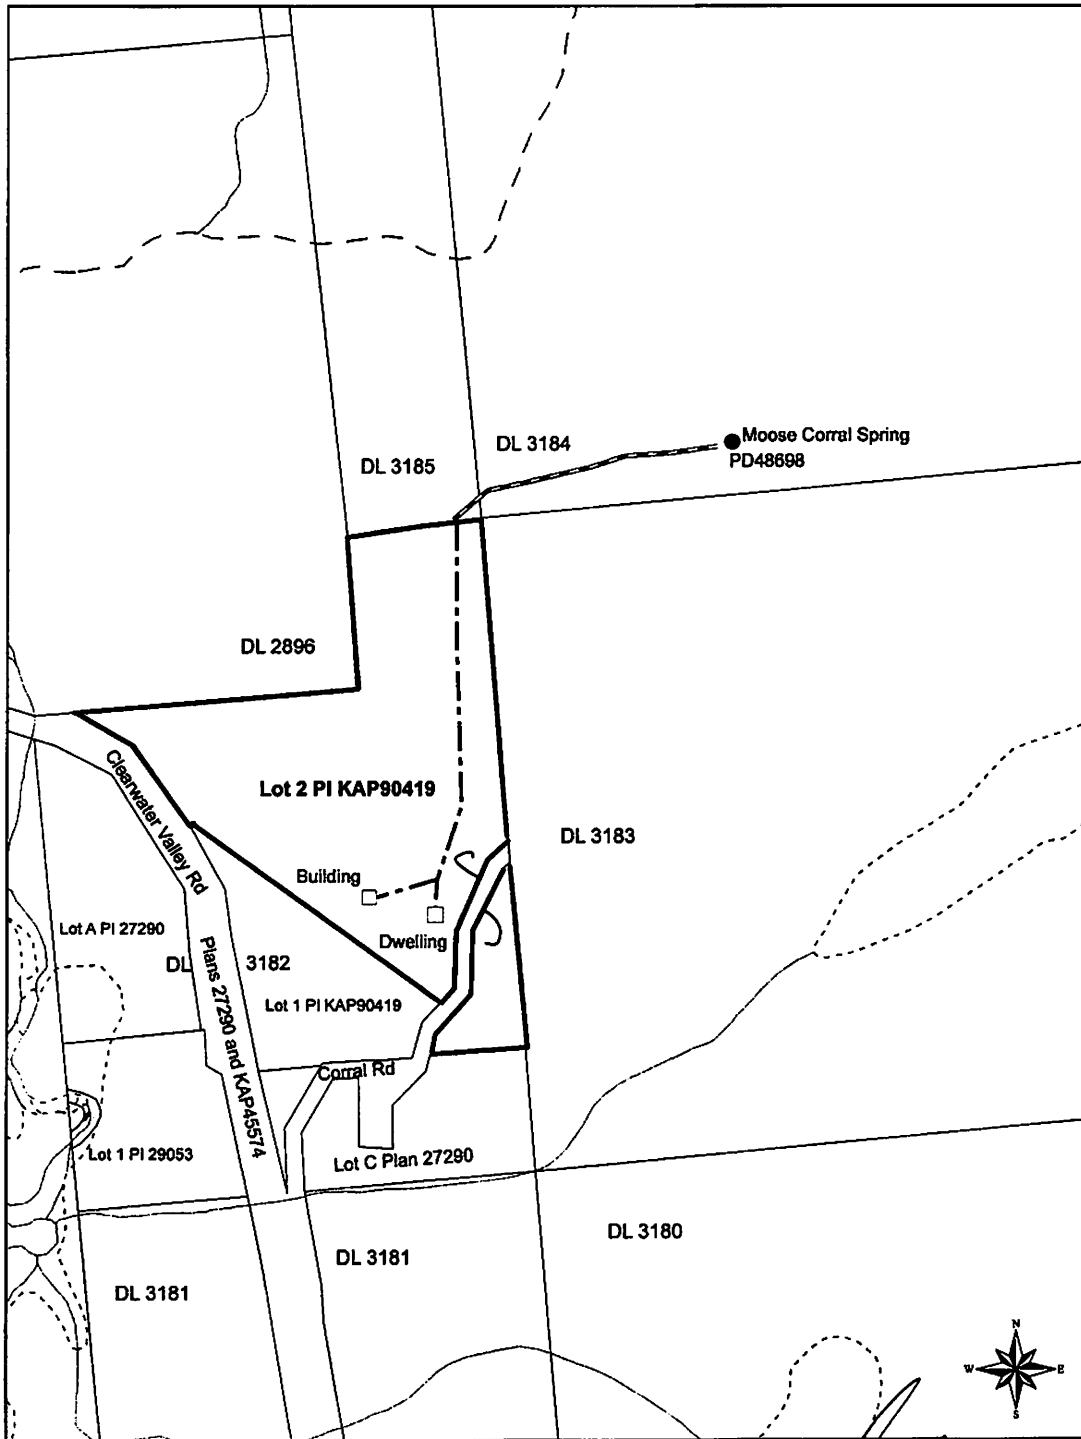 DL 3184
Moose Corral Spring
PD48698
DL 3185
DL 2896
Clearwater Valley Rd
Lot 2 Pl KAP90419
DL 3183
Building
Dwelling
Lot A Pl 27290
DL 3182
Plans 27290 and KAP45574
Lot 1 Pl KAP90419
Corral Rd
Lot 1 Pl 29053
Lot C Plan 27290
DL 3180
DL 3181
DL 3181
N
W E
S